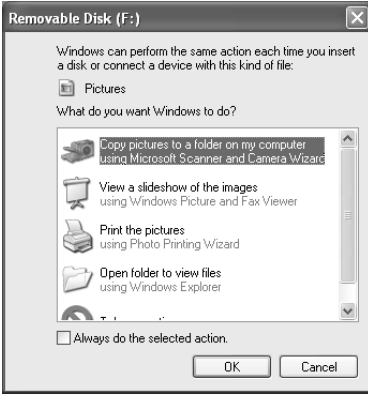 Removable Disk (F:)
Windows can perform the same action each time you insert
a disk or connect a device with this kind of file:
Pictures
What do you want Windows to do?
Copy pictures to a folder on my computer
using Microsoft Scanner and Camera Wizard
View a slideshow of the images
using Windows Picture and Fax Viewer
Print the pictures
using Photo Printing Wizard
Open folder to view files
using Windows Explorer
Always do the selected action.
OK
Cancel